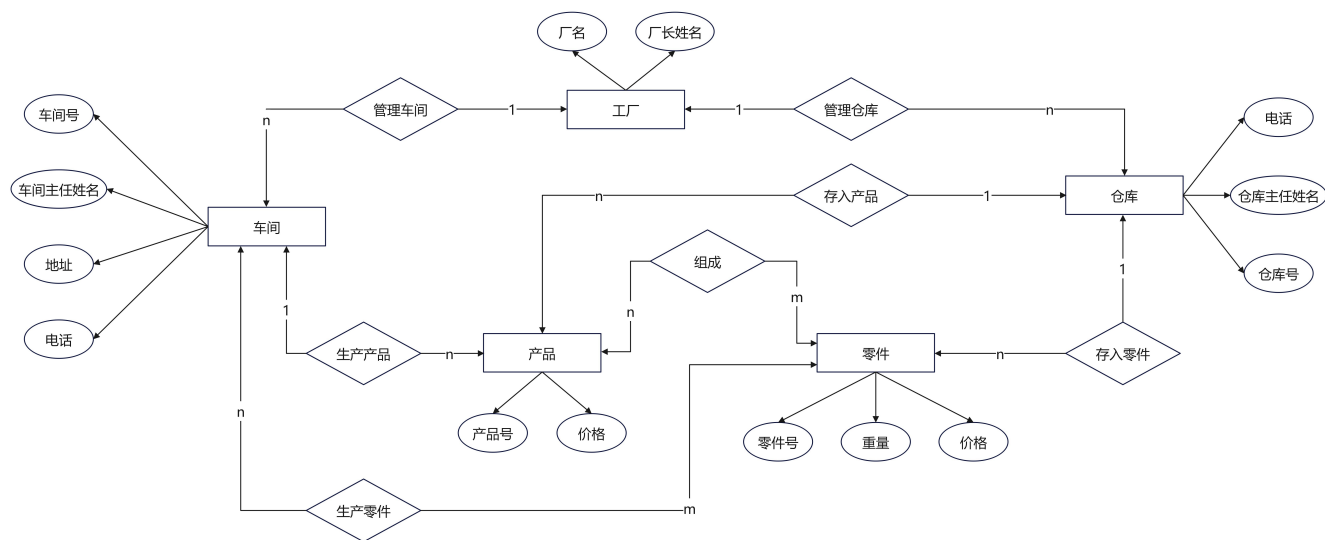 厂名
厂长姓名
管理车间
1
工厂
1
管理仓库
n
n
车间号
电话
车间主任姓名
n
存入产品
1
仓库
仓库主任姓名
车间
地址
组成
仓库号
1
m
1
n
电话
生产产品
n
产品
零件
n
存入零件
n
产品号
价格
零件号
重量
价格
生产零件
m